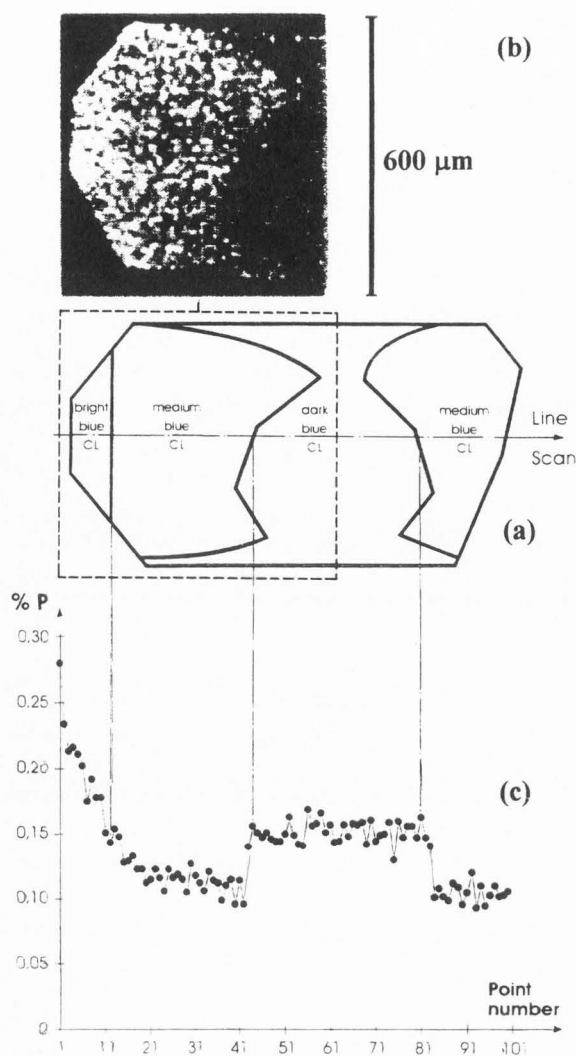 (b)
600 µm
bright blue CL
medium blue CL
dark blue CL
medium blue CL
Line Scan
(a)
% P
0,30
0,25
0,20
(c)
0,15
0,10
0.05
0
Point number
1 11 21 31 41 51 61 71 81 91 101